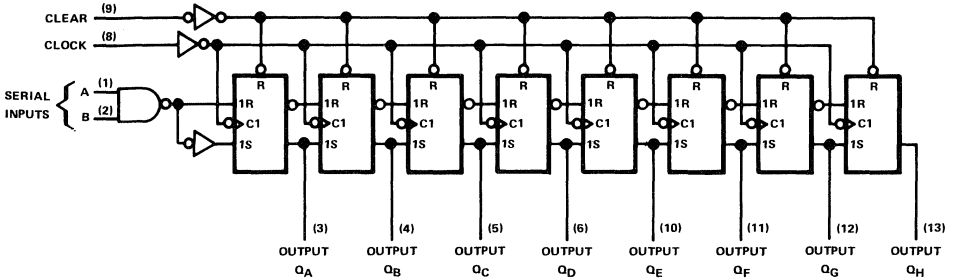 CLEAR (9)
CLOCK (8)
SERIAL INPUTS
A (1)
B (2)
R R R R R R R R
1R 1R 1R 1R 1R 1R 1R 1R
C1 C1 C1 C1 C1 C1 C1 C1
1S 1S 1S 1S 1S 1S 1S 1S
(3) (4) (5) (6) (10) (11) (12) (13)
OUTPUT OUTPUT OUTPUT OUTPUT OUTPUT OUTPUT OUTPUT OUTPUT
QA QB QC QD QE QF QG QH